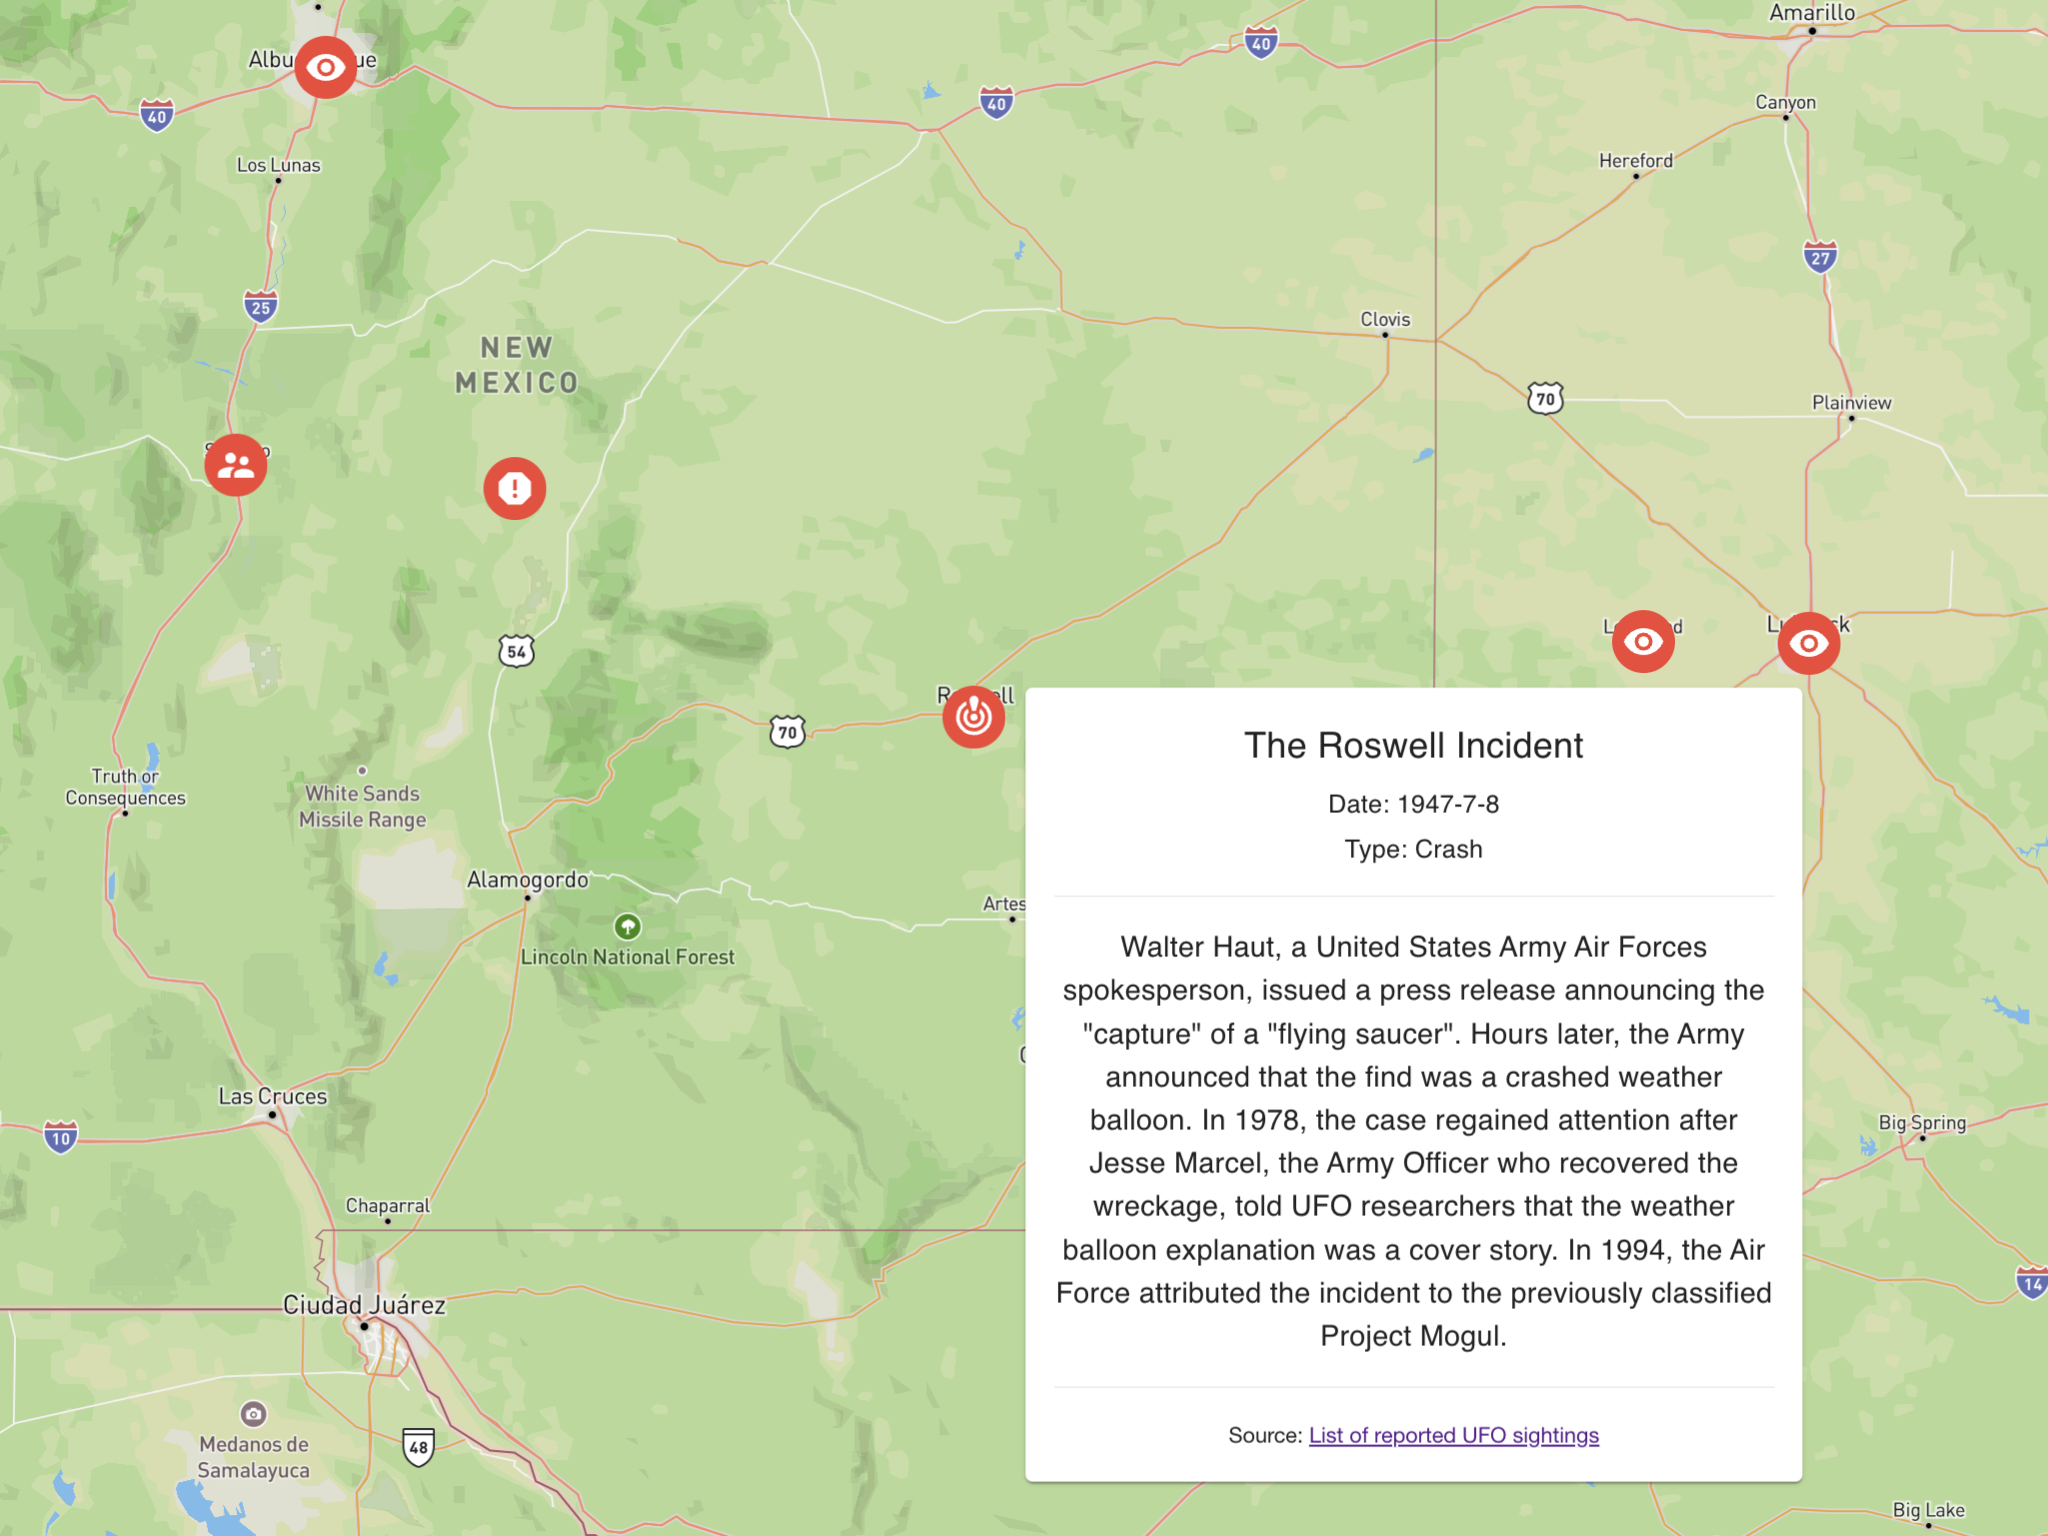 Amarillo
40
Albu ue
40
40
Canyon
Hereford
Los Lunas
27
25
Clovis
NEW
MEXICO
70
Plainview
54
70
Truth or
Consequences
White Sands
Missile Range
Alamogordo
Artes
Lincoln National Forest
Las Cruces
10
Chaparral
Ciudad Juárez
48
Medanos de
Samalayuca
The Roswell Incident
Date: 1947-7-8
Type: Crash
Walter Haut, a United States Army Air Forces
spokesperson, issued a press release announcing the
"capture" of a "flying saucer". Hours later, the Army
announced that the find was a crashed weather
balloon. In 1978, the case regained attention after
Jesse Marcel, the Army Officer who recovered the
wreckage, told UFO researchers that the weather
balloon explanation was a cover story. In 1994, the Air
Force attributed the incident to the previously classified
Project Mogul.
Source: List of reported UFO sightings
Big Spring
14
Big Lake